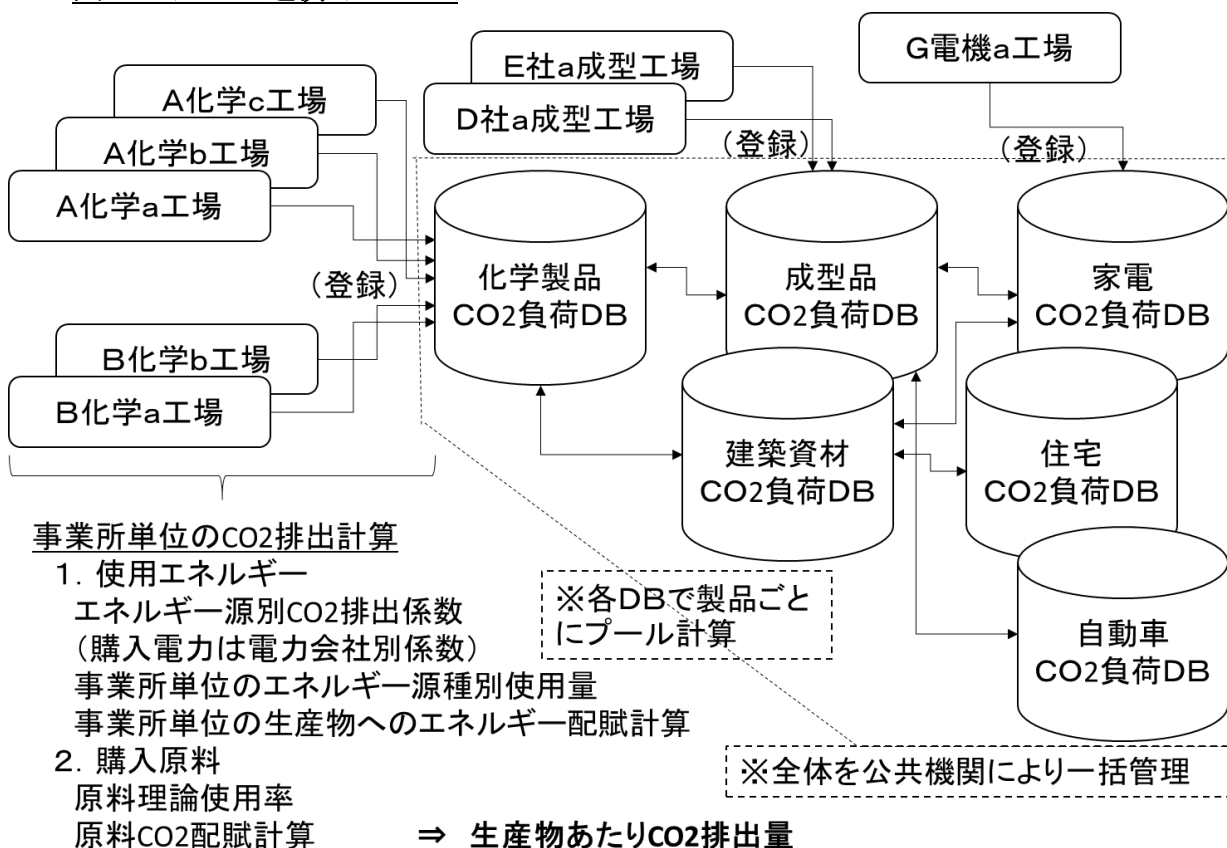 E社a成型工場
D社a成型工場
G電機a工場
A化学c工場
A化学b工場
A化学a工場
(登録)
(登録)
(登録)
B化学b工場
B化学a工場
化学製品
CO2負荷DB
成型品
CO2負荷DB
家電
CO2負荷DB
建築資材
CO2負荷DB
住宅
CO2負荷DB
自動車
CO2負荷DB
事業所単位のCO2排出計算
1．使用エネルギー
エネルギー源別CO2排出係数
(購入電力は電力会社別係数)
事業所単位のエネルギー源種別使用量
事業所単位の生産物へのエネルギー配賦計算
2．購入原料
原料理論使用率
原料CO2配賦計算 ⇒ 生産物あたりCO2排出量
※各DBで製品ごと
にプール計算
※全体を公共機関により一括管理